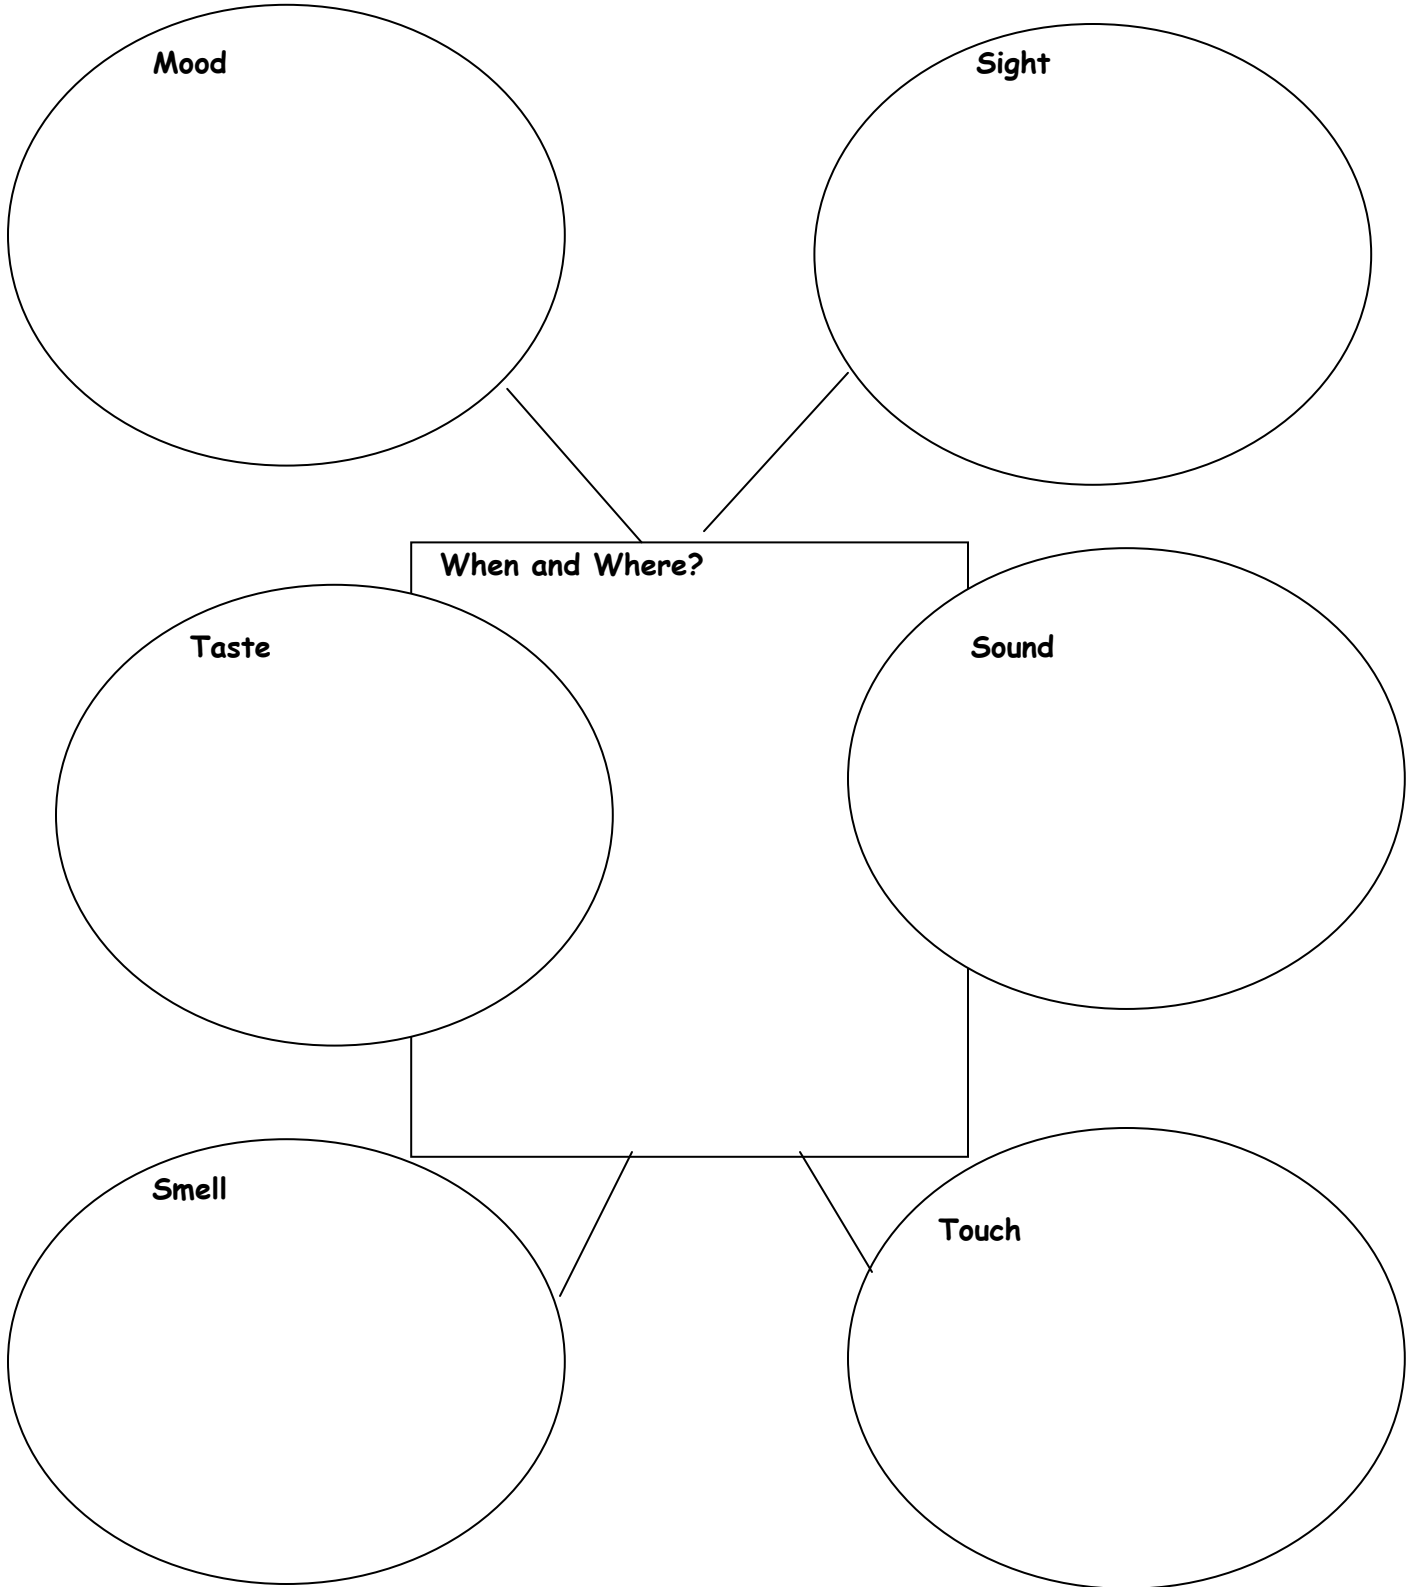 Mood
Sight
When and Where?
Taste
Sound
Smell
Touch